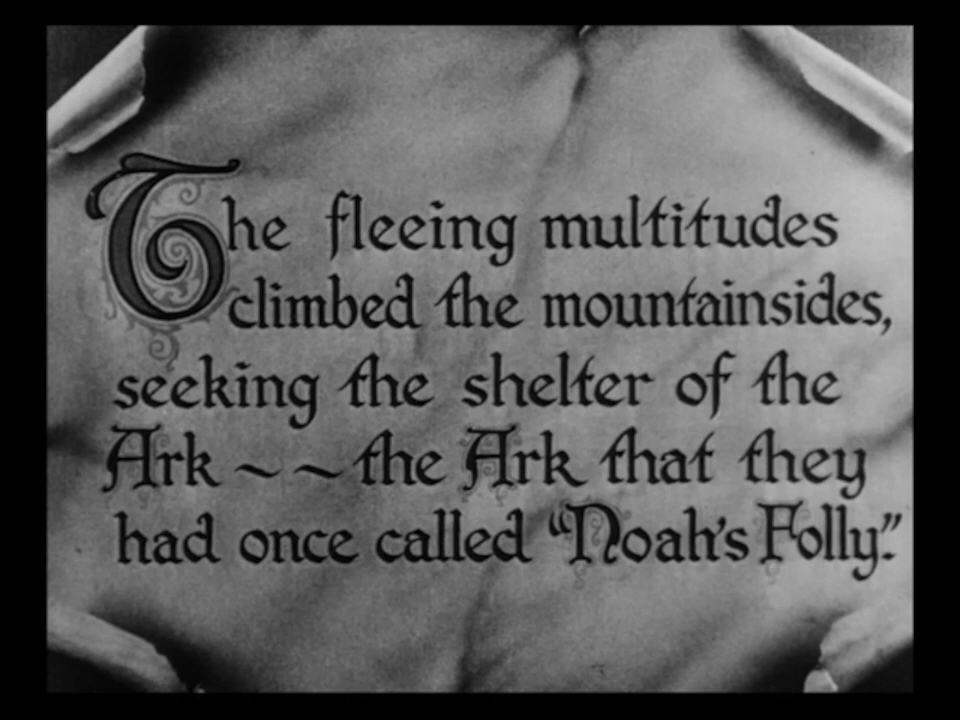 The fleeing multitudes
climbed the mountainsides,
seeking the shelter of the
Ark ~ ~ the Ark that they
had once called "Noah's Folly."